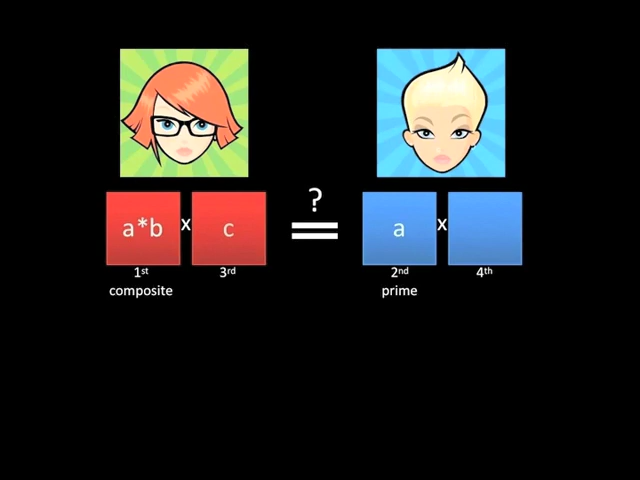 ?
a*b x c = a x
1st 3rd 2nd 4th
composite prime